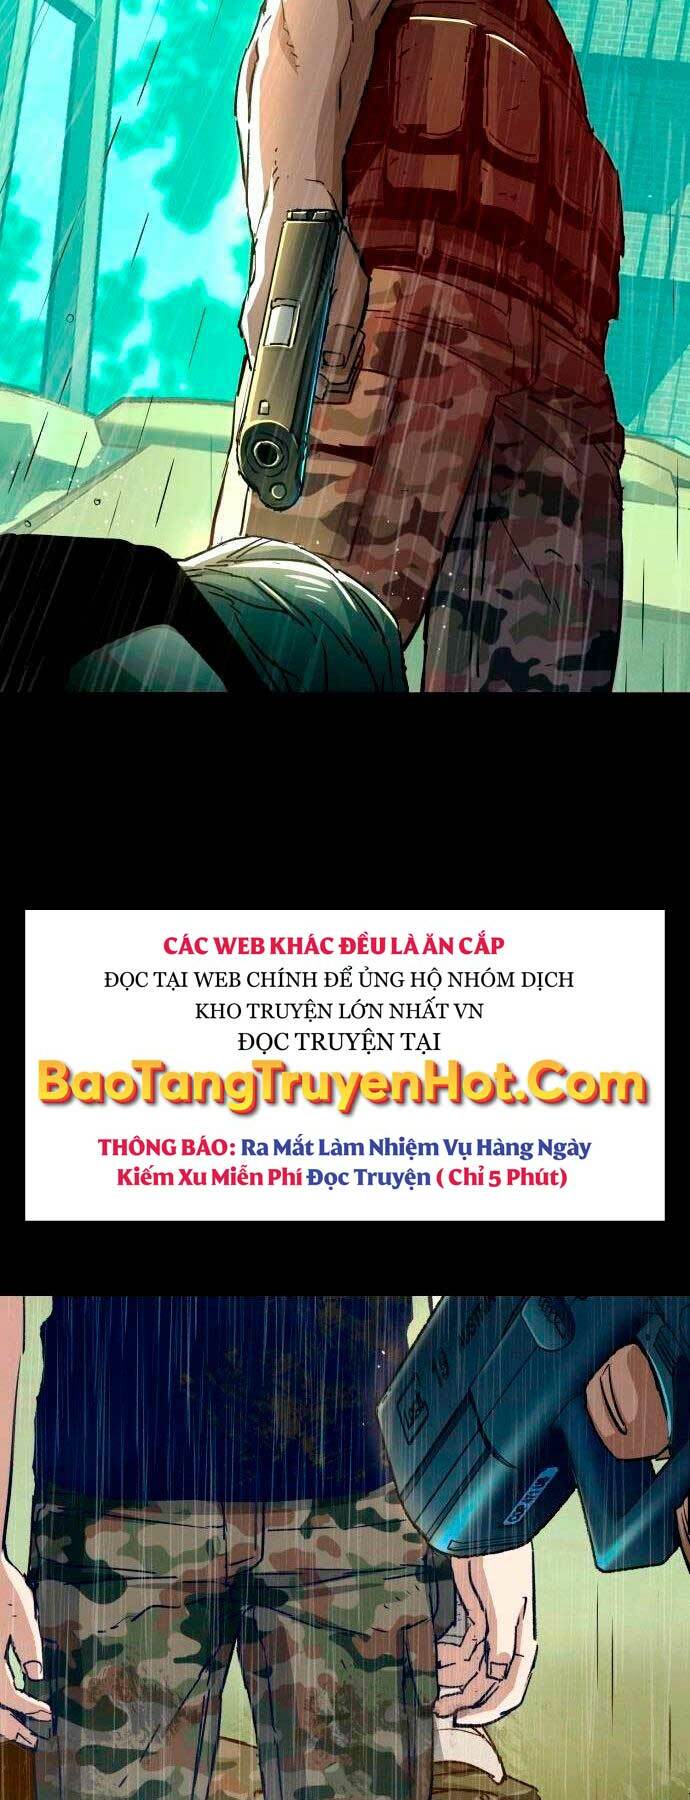 CÁC WEB KHÁC ĐỀU LÀ ĂN CẮP
ĐỌC TẠI WEB CHÍNH ĐỂ ỦNG HỘ NHÓM DỊCH
KHO TRUYỆN LỚN NHẤT VN
ĐỌC TRUYỆN TẠI
BaoTangTruyenHot.Com
THÔNG BÁO: Ra Mắt Làm Nhiệm Vụ Hàng Ngày
Kiếm Xu Miễn Phí Đọc Truyện ( Chỉ 5 Phút)
19